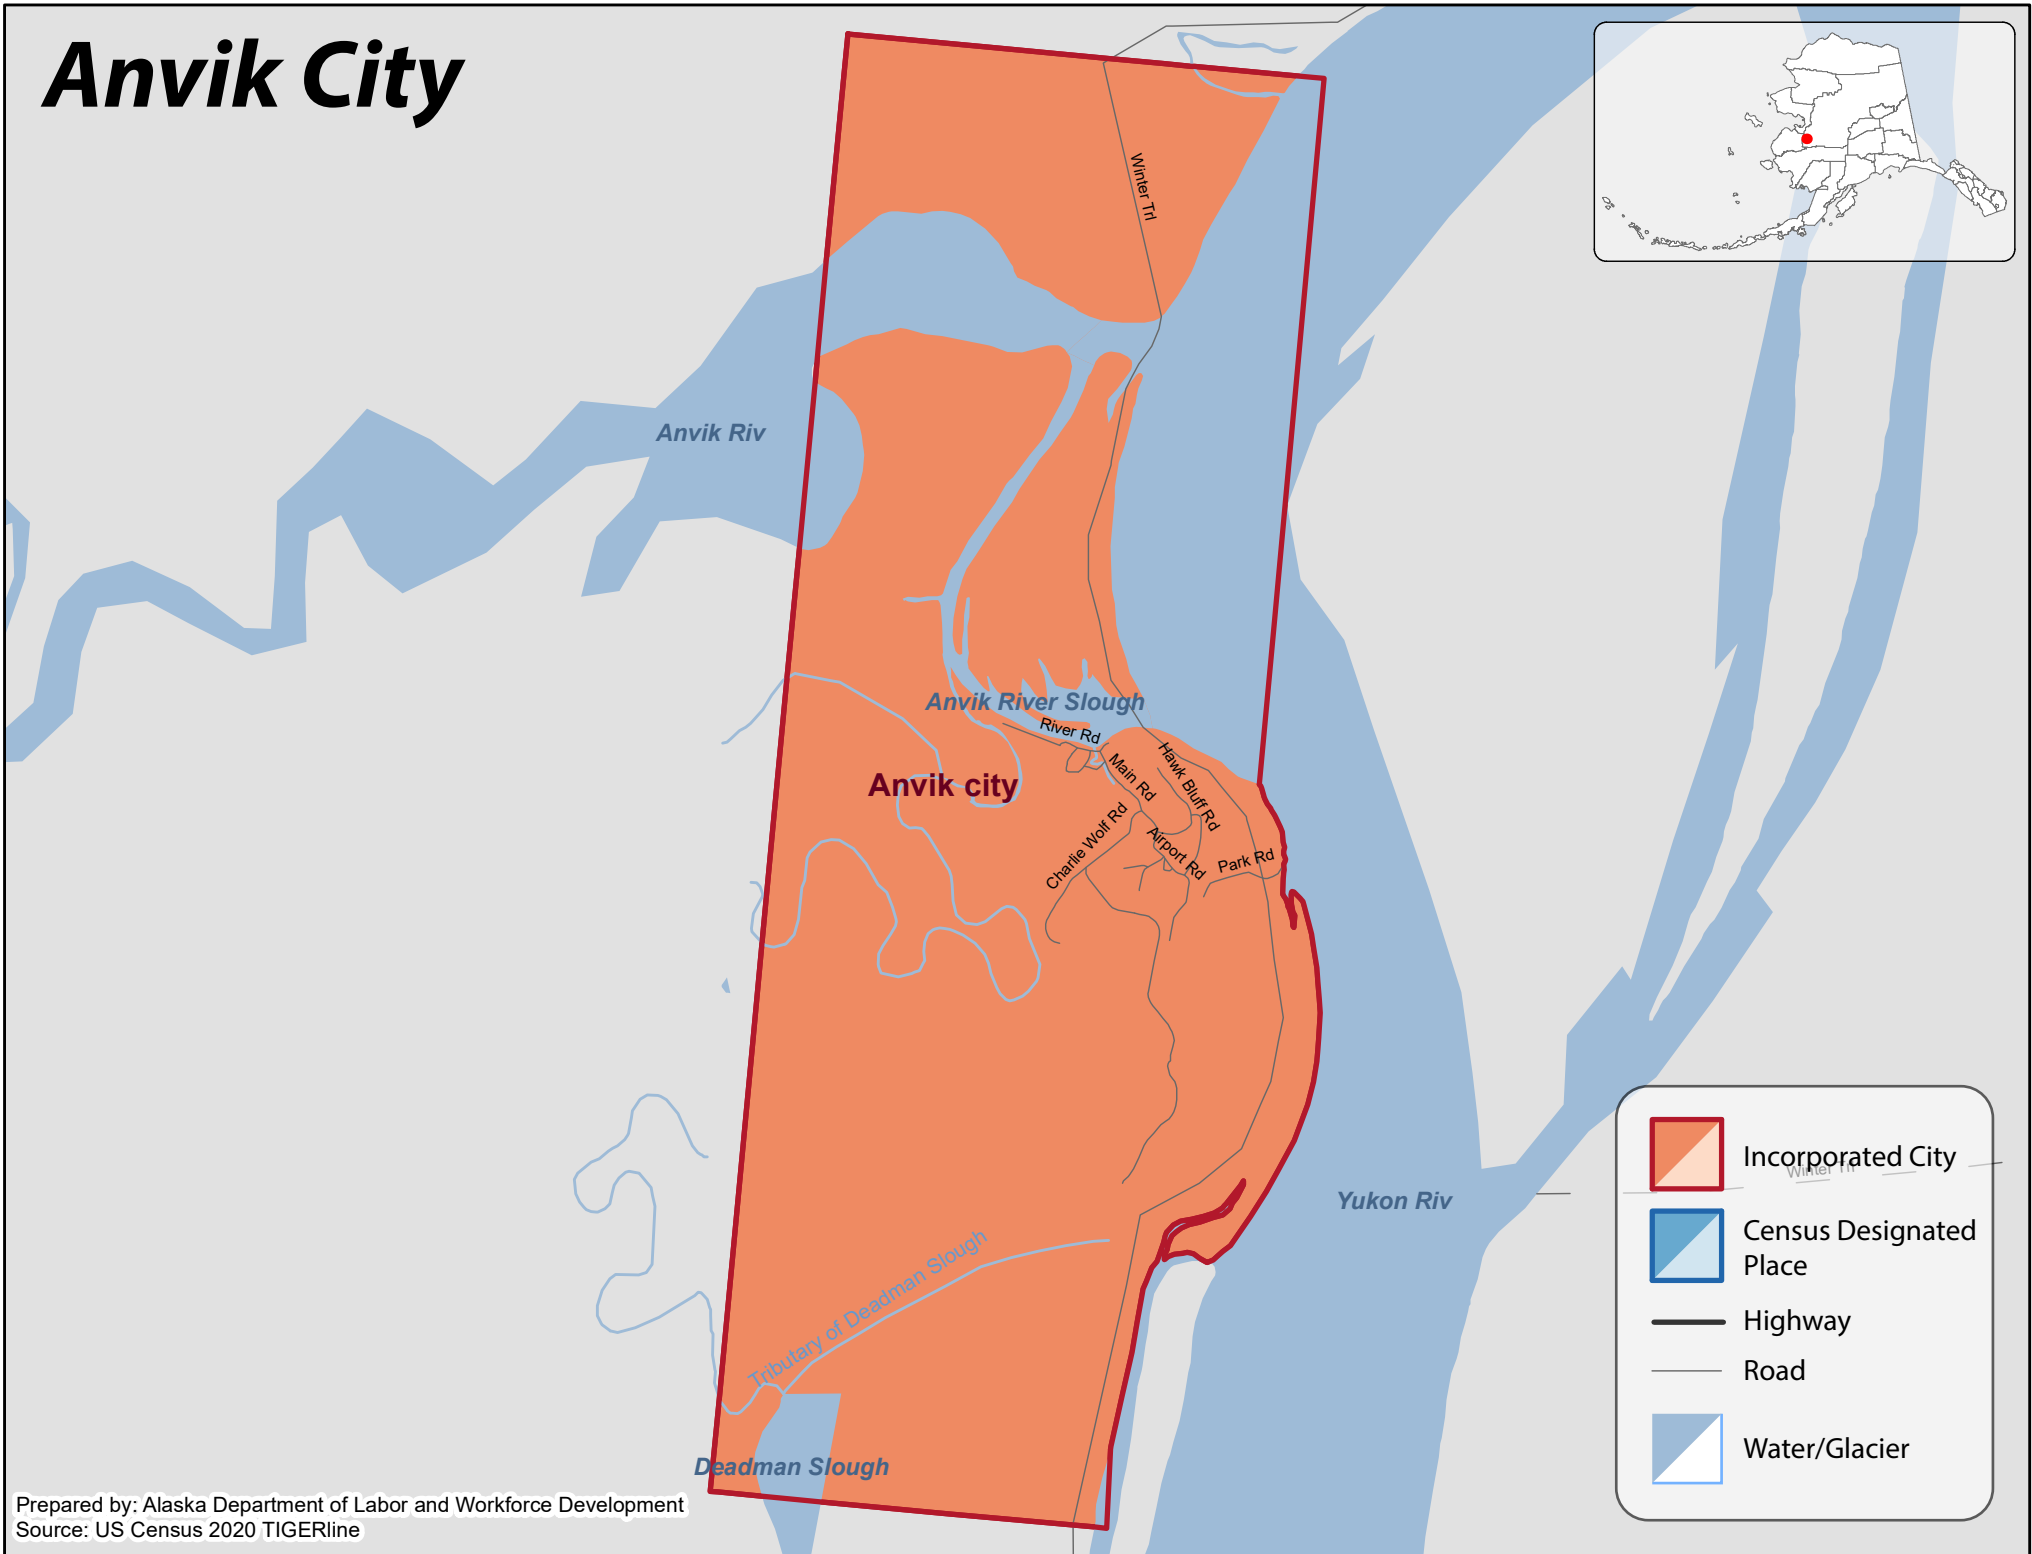 Anvik City
Winter Trl
Anvik Riv
Anvik River Slough
River Rd
Main Rd
Hawk Bluff Rd
Anvik city
Charlie Wolf Rd
Airport Rd
Park Rd
Yukon Riv
Tributary of Deadman Slough
Deadman Slough
Incorporated City
Winter Trl
Census Designated
Place
Highway
Road
Water/Glacier
Prepared by: Alaska Department of Labor and Workforce Development
Source: US Census 2020 TIGERline